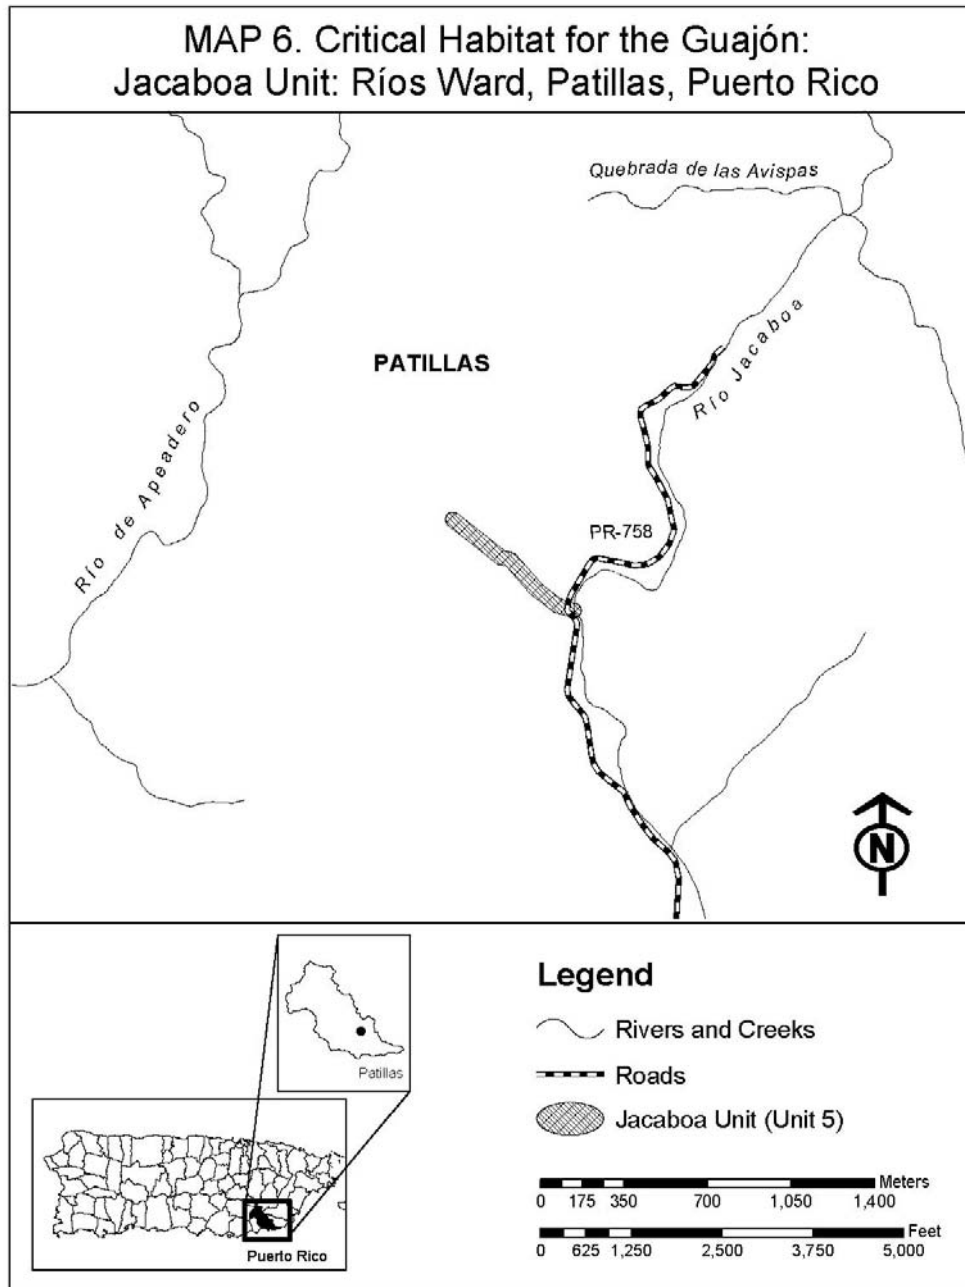 MAP 6. Critical Habitat for the Guajón:
Jacaboa Unit: Ríos Ward, Patillas, Puerto Rico
Quebrada de las Avispas
Río Jacaboa
PATILLAS
Río de Apeadero
PR-758
N
Patillas
Puerto Rico
Legend
Rivers and Creeks
Roads
Jacaboa Unit (Unit 5)
Meters
0 175 350 700 1,050 1,400
Feet
0 625 1,250 2,500 3,750 5,000